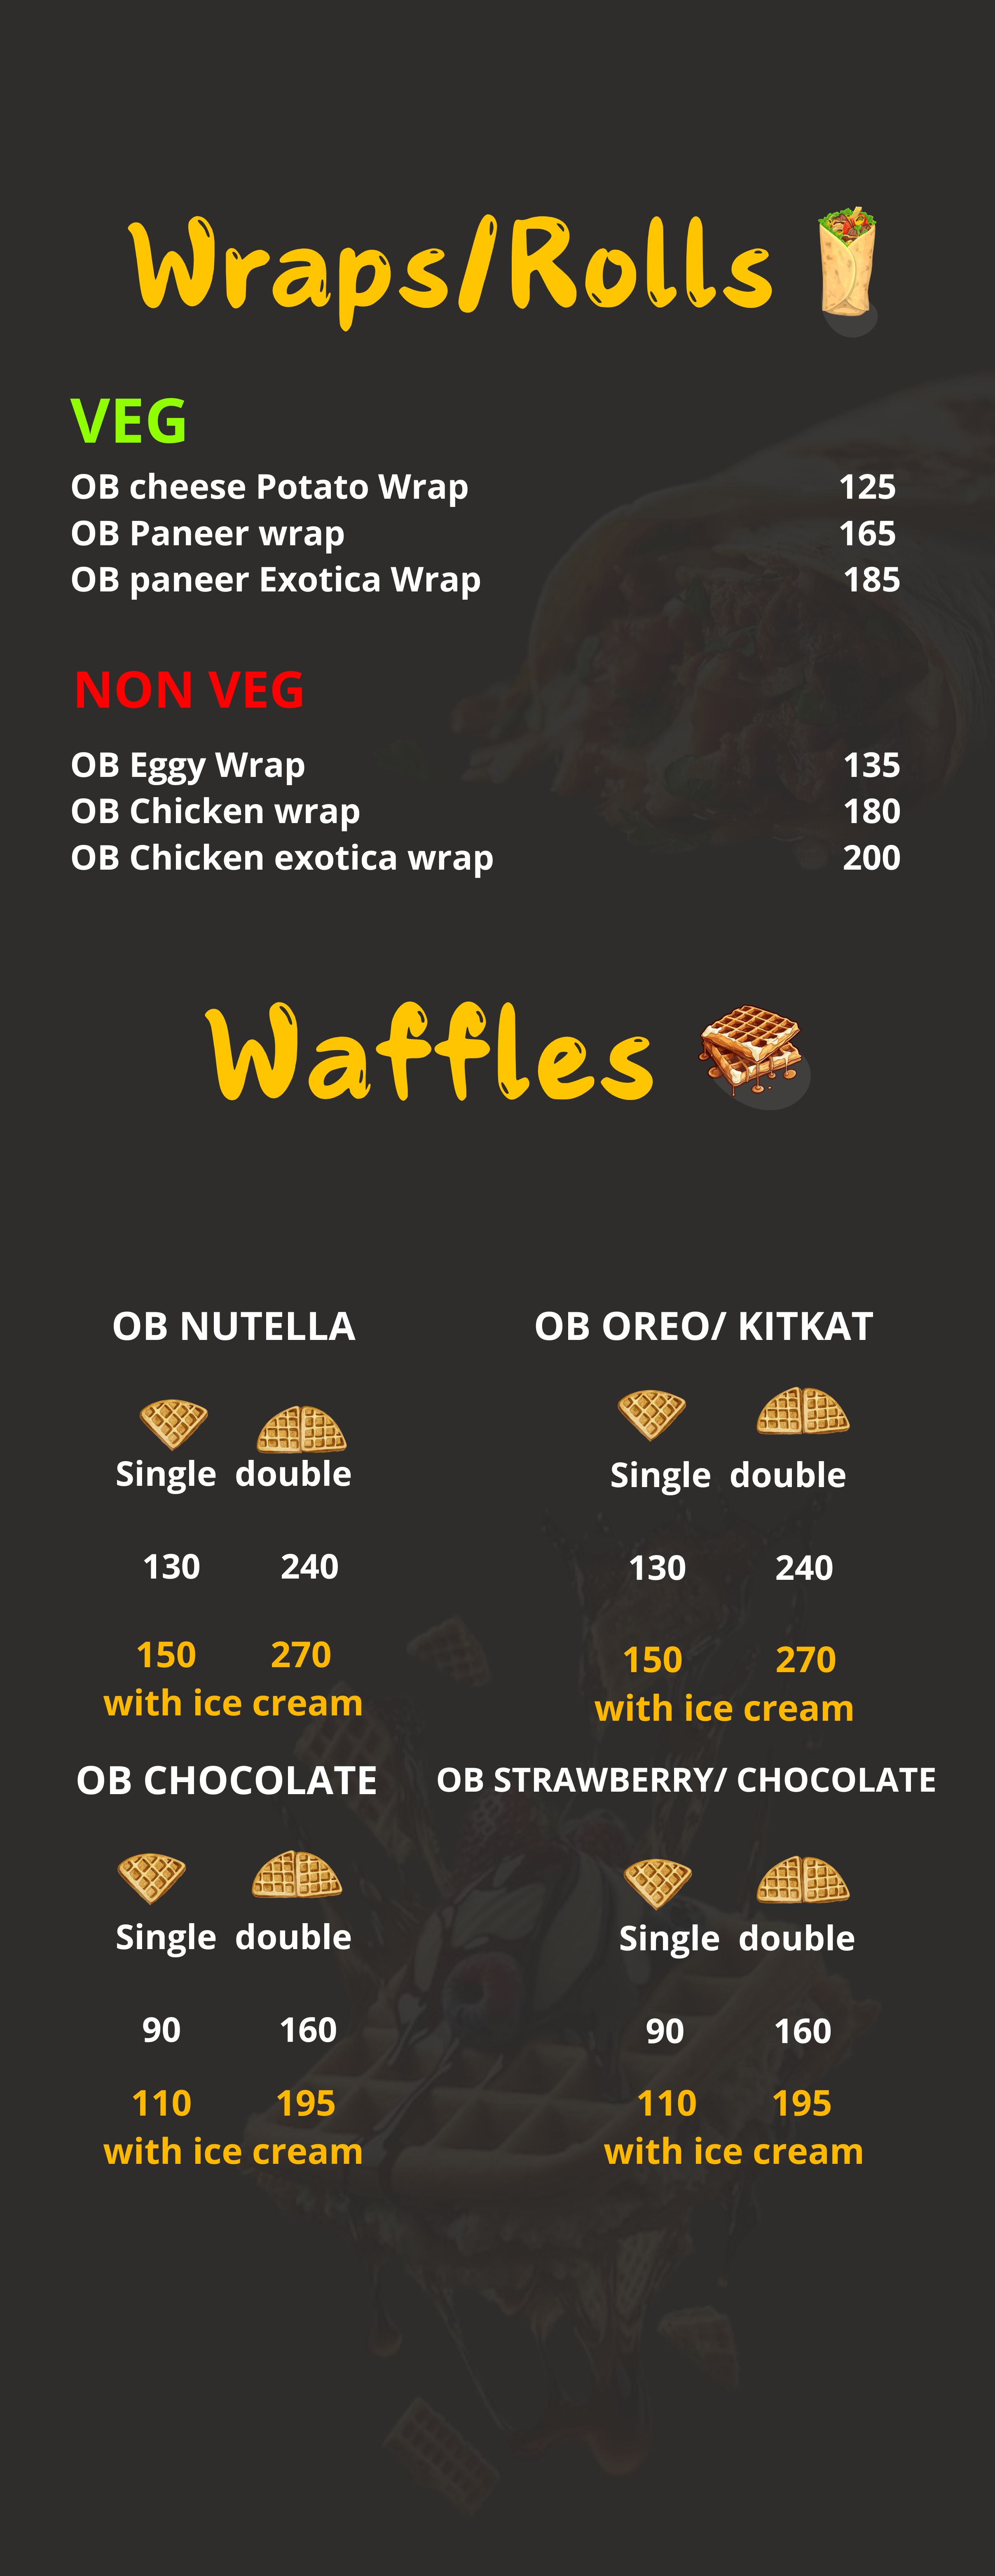 Wraps/Rolls
VEG
OB cheese Potato Wrap 125
OB Paneer wrap 165
OB paneer Exotica Wrap 185
NON VEG
OB Eggy Wrap 135
OB Chicken wrap 180
OB Chicken exotica wrap 200
Waffles
OB NUTELLA
Single double
130 240
150 270
with ice cream
OB OREO/ KITKAT
Single double
130 240
150 270
with ice cream
OB CHOCOLATE
Single double
90 160
110 195
with ice cream
OB STRAWBERRY/ CHOCOLATE
Single double
90 160
110 195
with ice cream